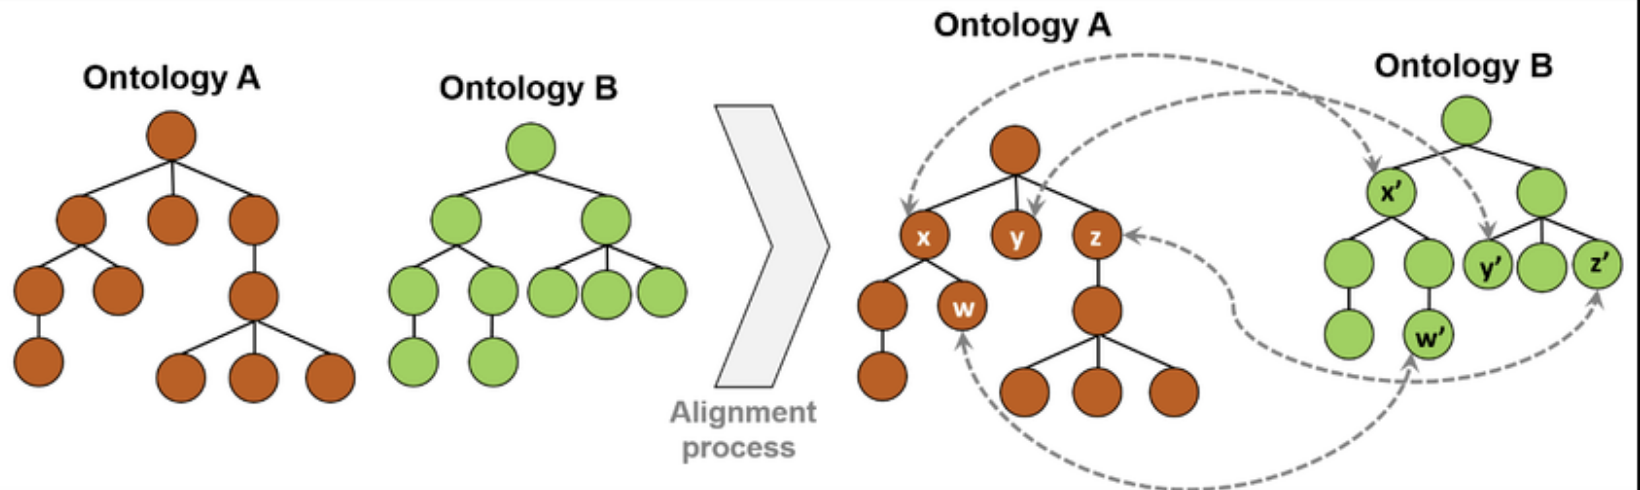 Ontology A
Ontology B
Alignment
process
Ontology A
Ontology B
x
y
z
w
x’
y’
z’
w’